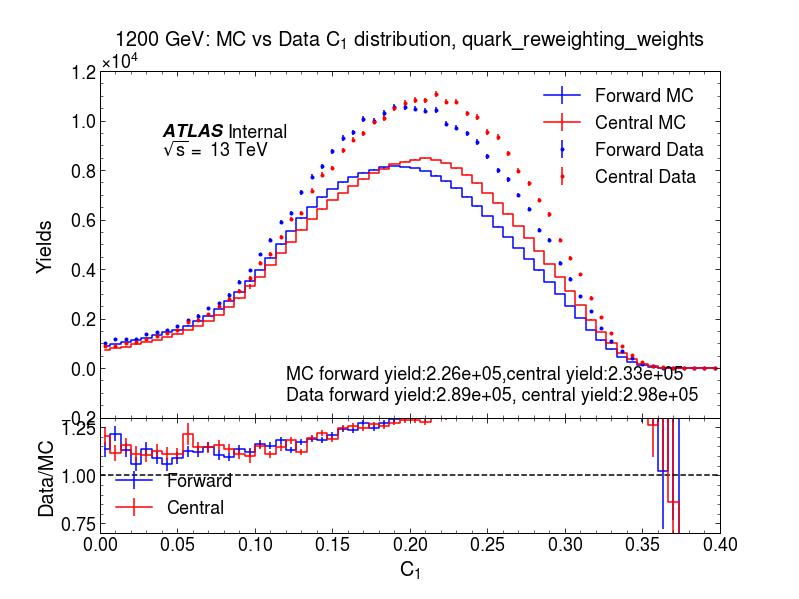 1200 GeV: MC vs Data C₁ distribution, quark_reweighting_weights
×10⁴
1.2
1.0
0.8
0.6
0.4
0.2
0.0
0.2
Yields
ATLAS Internal
√s = 13 TeV
Forward MC
Central MC
Forward Data
Central Data
MC forward yield:2.26e+05,central yield:2.33e+05
Data forward yield:2.89e+05, central yield:2.98e+05
1.25
1.00
0.75
Data/MC
Forward
Central
0.00 0.05 0.10 0.15 0.20 0.25 0.30 0.35 0.40
C₁